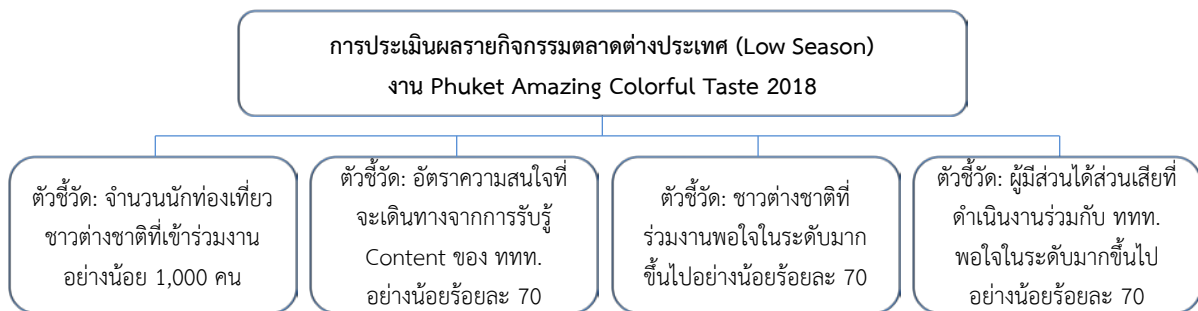 การประเมินผลรายกิจกรรมตลาดต่างประเทศ (Low Season)
งาน Phuket Amazing Colorful Taste 2018
ตัวชี้วัด: จำนวนนักท่องเที่ยว
ชาวต่างชาติที่เข้าร่วมงาน
อย่างน้อย 1,000 คน
ตัวชี้วัด: อัตราความสนใจที่
จะเดินทางจากการรับรู้
Content ของ ททท.
อย่างน้อยร้อยละ 70
ตัวชี้วัด: ชาวต่างชาติที่
ร่วมงานพอใจในระดับมาก
ขึ้นไปอย่างน้อยร้อยละ 70
ตัวชี้วัด: ผู้มีส่วนได้ส่วนเสียที่
ดำเนินงานร่วมกับ ททท.
พอใจในระดับมากขึ้นไป
อย่างน้อยร้อยละ 70